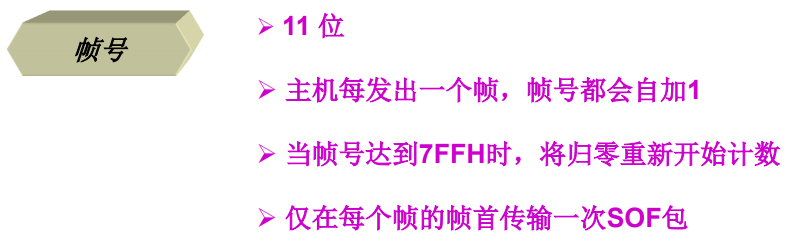 帧号
➢ 11 位
➢ 主机每发出一个帧，帧号都会自加1
➢ 当帧号达到7FFH时，将归零重新开始计数
➢ 仅在每个帧的帧首传输一次SOF包